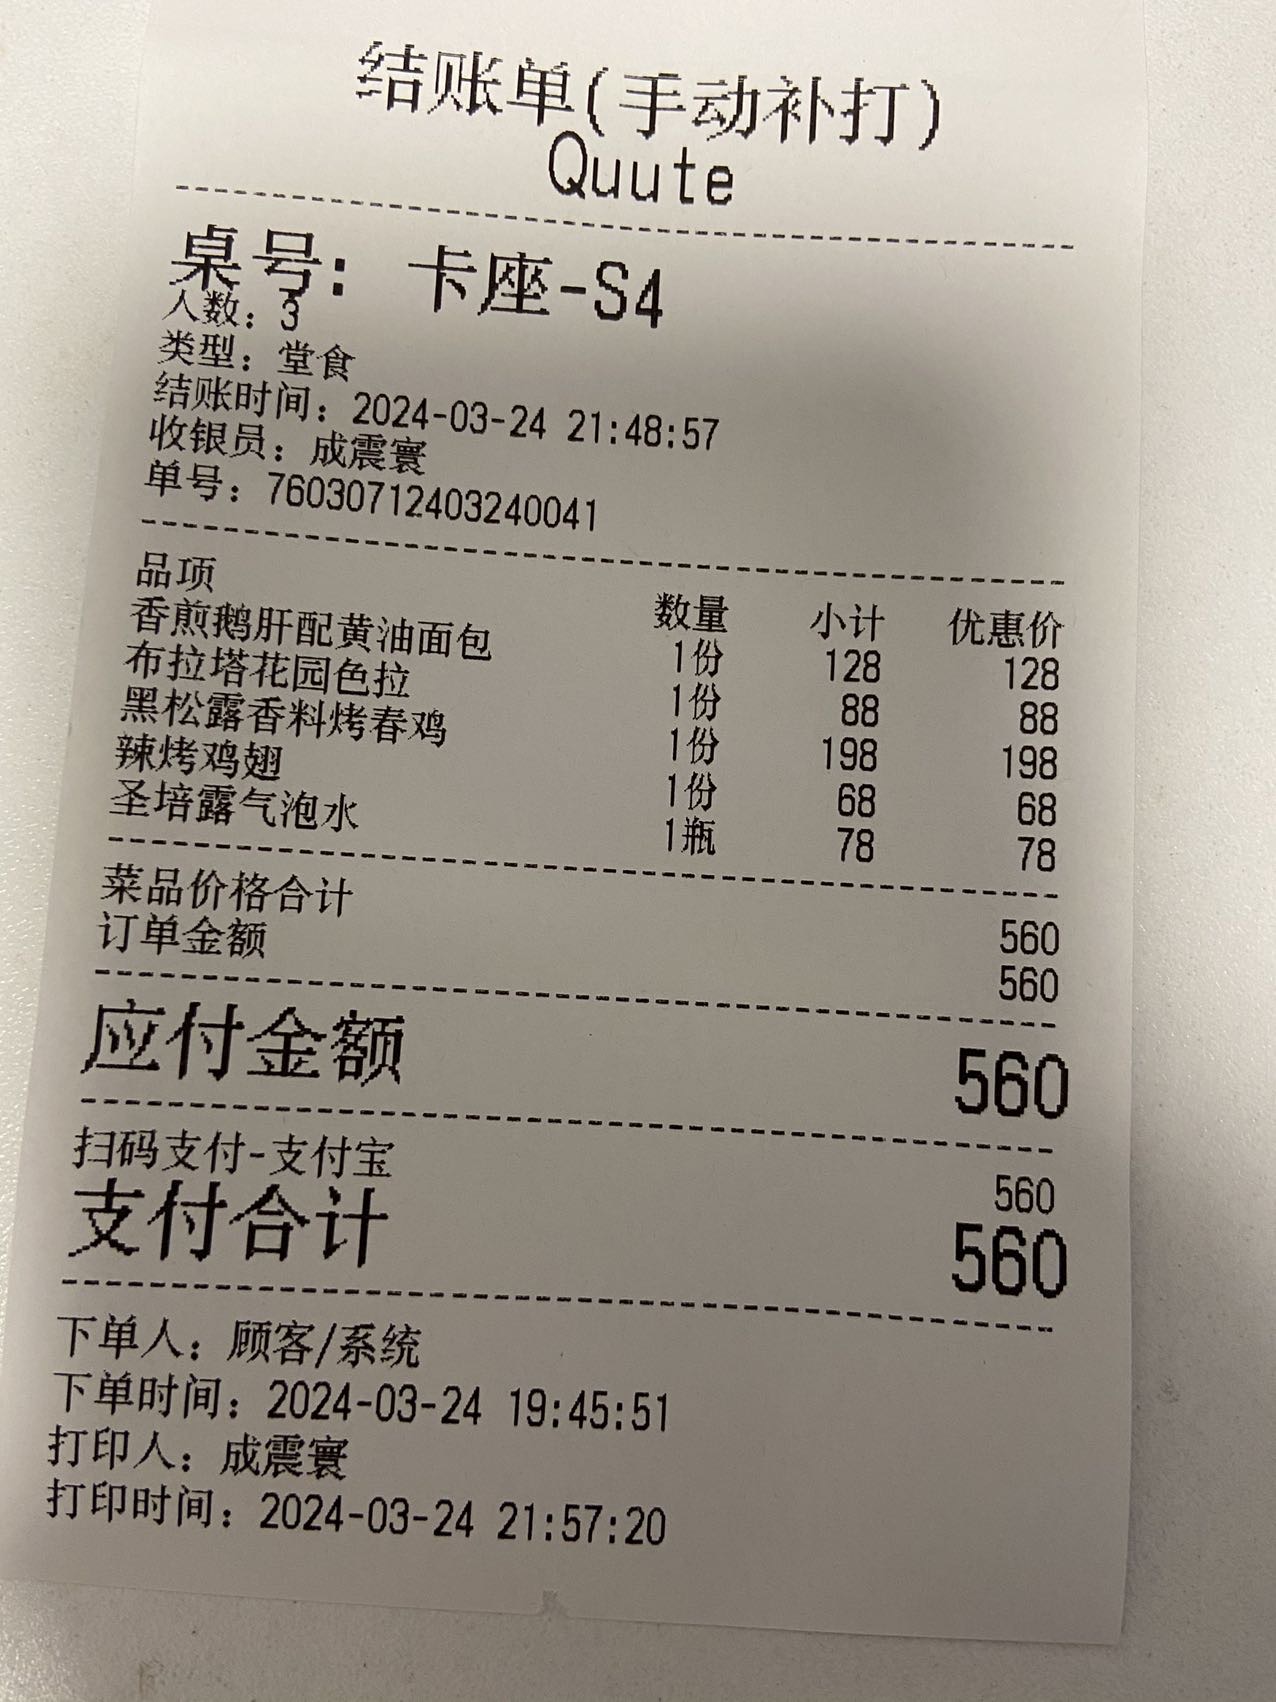 结账单(手动补打)
Quute
桌号: 卡座-S4
人数: 3
类型: 堂食
结账时间: 2024-03-24 21:48:57
收银员: 成震寰
单号: 76030712403240041
品项 数量 小计 优惠价
香煎鹅肝配黄油面包 1份 128 128
布拉塔花园色拉 1份 88 88
黑松露香料烤春鸡 1份 198 198
辣烤鸡翅 1份 68 68
圣培露气泡水 1瓶 78 78
菜品价格合计 560
订单金额 560
应付金额 560
扫码支付-支付宝 560
支付合计 560
下单人: 顾客/系统
下单时间: 2024-03-24 19:45:51
打印人: 成震寰
打印时间: 2024-03-24 21:57:20